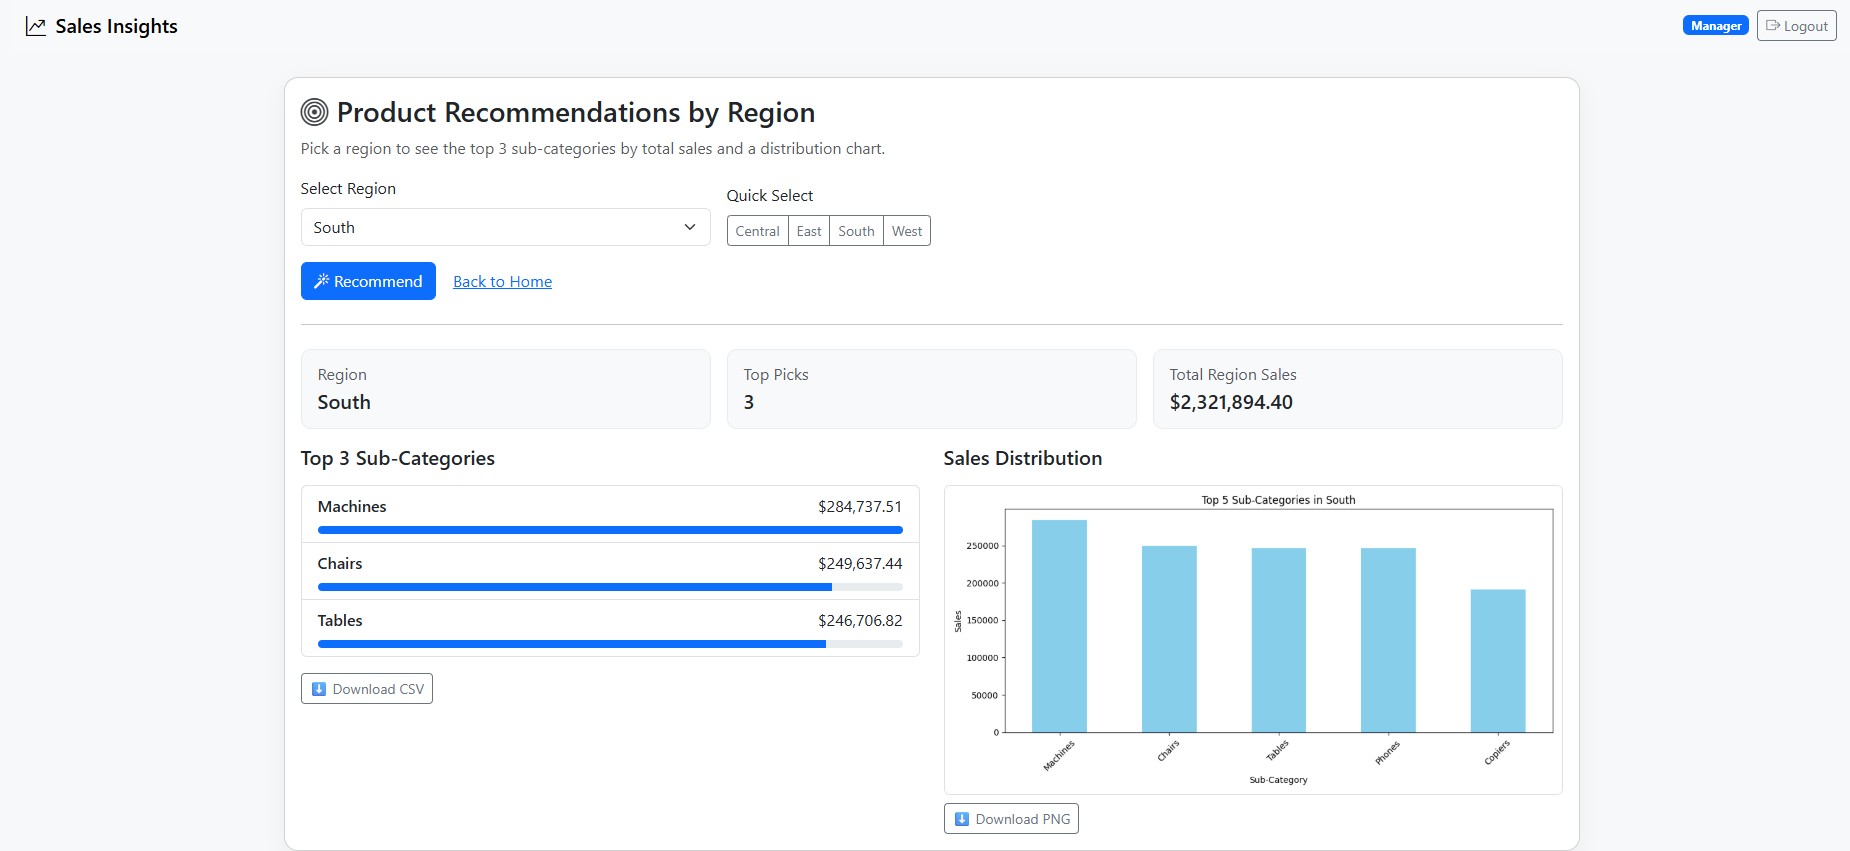 Sales Insights
Manager
Logout
Product Recommendations by Region
Pick a region to see the top 3 sub-categories by total sales and a distribution chart.
Select Region
South
Quick Select
Central East South West
Recommend
Back to Home
Region
South
Top Picks
3
Total Region Sales
$2,321,894.40
Top 3 Sub-Categories
Machines $284,737.51
Chairs $249,637.44
Tables $246,706.82
Download CSV
Sales Distribution
Top 5 Sub-Categories in South
Sales
250000
200000
150000
100000
50000
0
Machines Chairs Tables Phones Copiers
Sub-Category
Download PNG